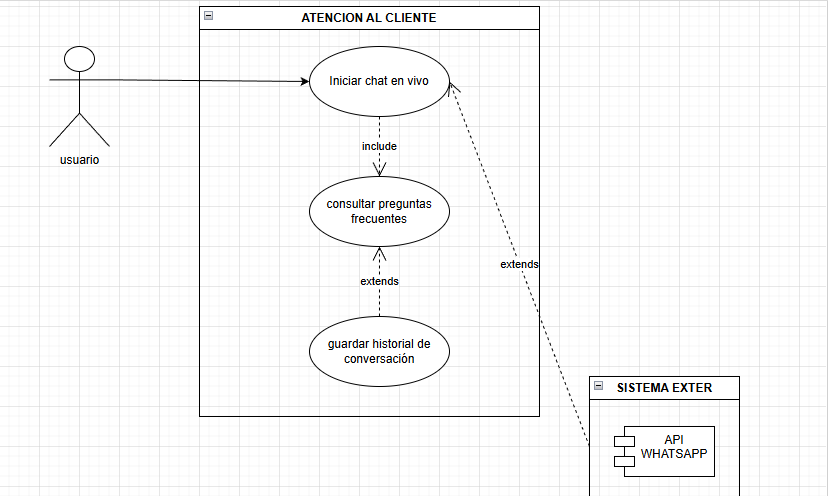 ATENCION AL CLIENTE
Iniciar chat en vivo
usuario
include
consultar preguntas
frecuentes
extends
extends
guardar historial de
conversación
SISTEMA EXTER
API
WHATSAPP